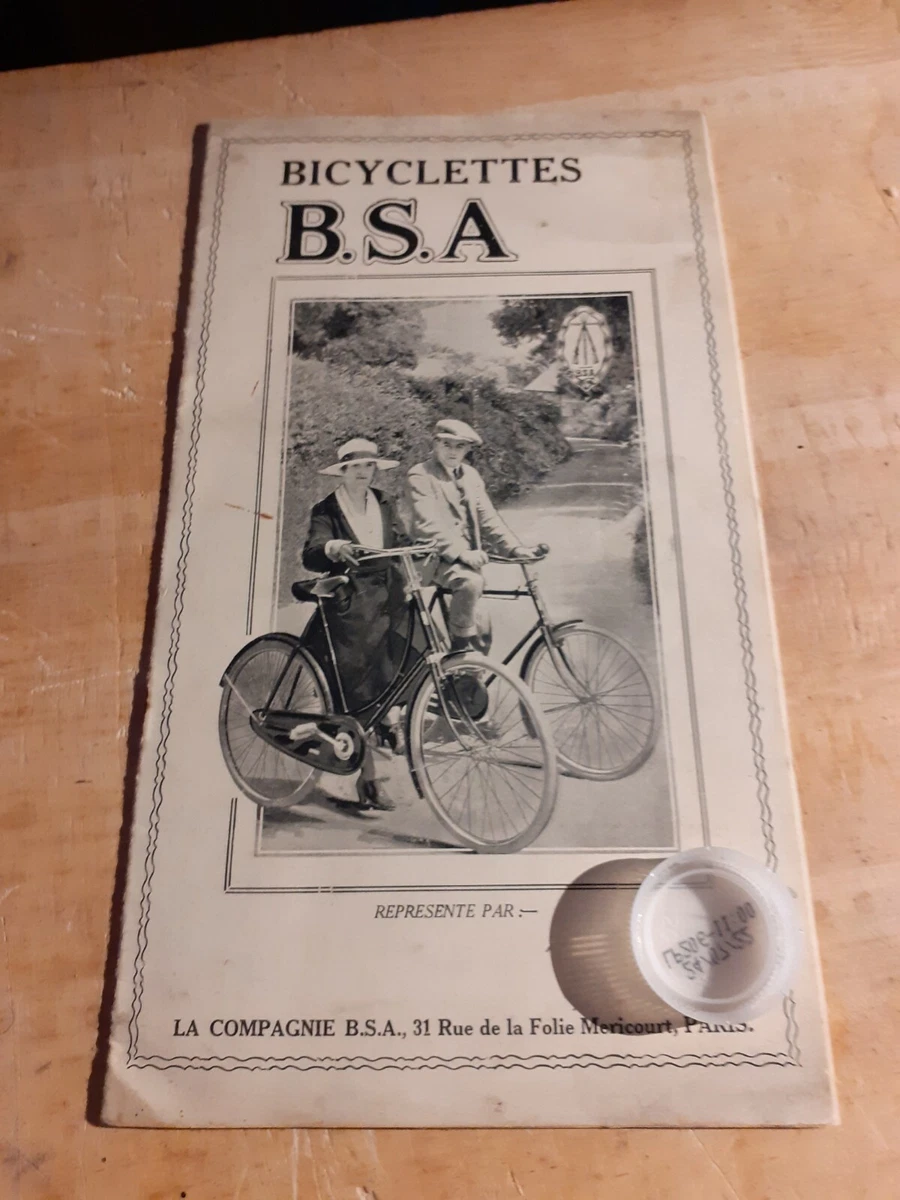 BICYCLETTES
B.S.A
B.S.A
REPRESENTE PAR :—
LA COMPAGNIE B.S.A., 31 Rue de la Folie Mericourt, PARIS.